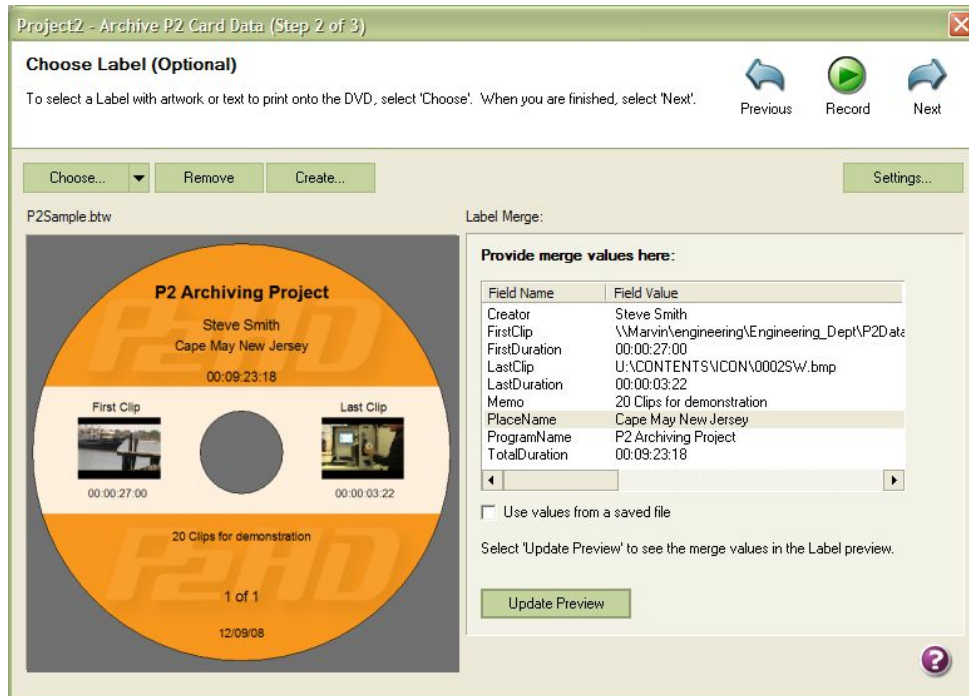 Project2 - Archive P2 Card Data (Step 2 of 3)
Choose Label (Optional)
To select a Label with artwork or text to print onto the DVD, select 'Choose'. When you are finished, select 'Next'.
Previous
Record
Next
Choose...
Remove
Create...
Settings...
P2Sample.btw
Label Merge:
P2HD
P2 Archiving Project
Steve Smith
Cape May New Jersey
00:09:23:18
First Clip
Last Clip
00:00:27:00
00:00:03:22
20 Clips for demonstration
P2HD
1 of 1
12/09/08
Provide merge values here:
Field Name Field Value
Creator Steve Smith
FirstClip \\Marvin\engineering\Engineering_Dept\P2Data
FirstDuration 00:00:27:00
LastClip U:\CONTENTS\ICON\0002SW.bmp
LastDuration 00:00:03:22
Memo 20 Clips for demonstration
PlaceName Cape May New Jersey
ProgramName P2 Archiving Project
TotalDuration 00:09:23:18
Use values from a saved file
Select 'Update Preview' to see the merge values in the Label preview.
Update Preview
?